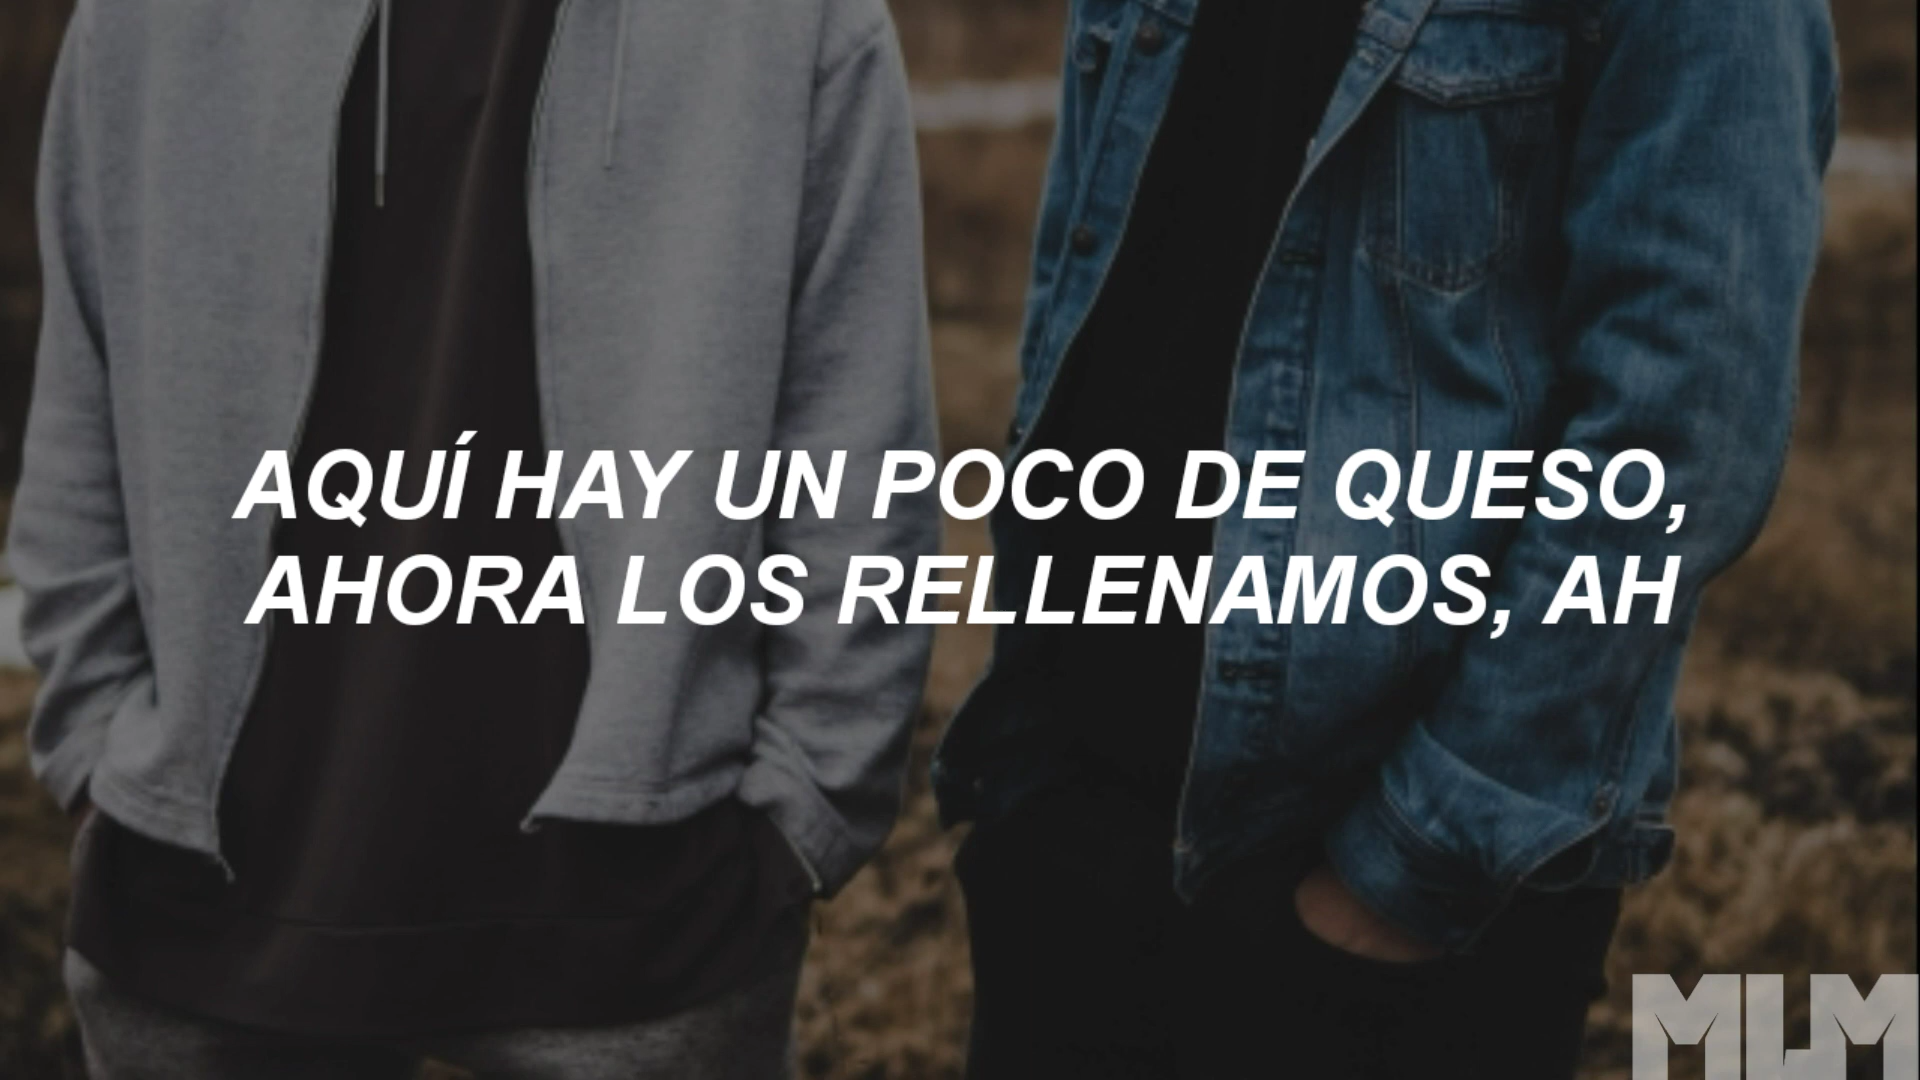 AQUÍ HAY UN POCO DE QUESO,
AHORA LOS RELLENAMOS, AH
MLM